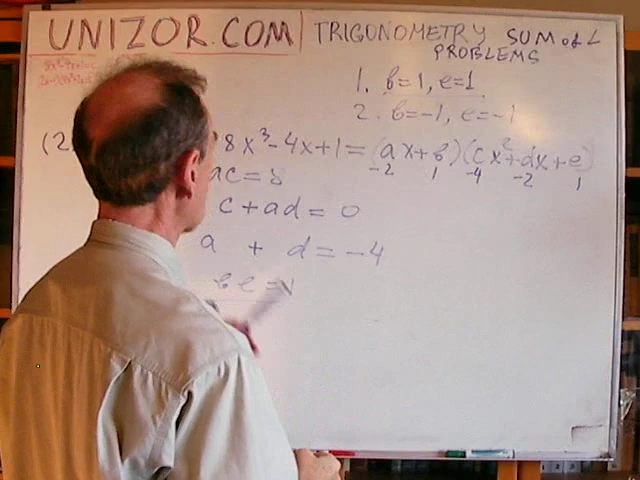 UNIZOR.COM | TRIGONOMETRY SUM of L
PROBLEMS
1. b=1, e=1
2. b=-1, e=-1
(2 8x³-4x+1=(ax+b)(cx²+dx+e)
-2 1 -4 -2 1
ac=8
c+ad=0
a + d=-4
be=1